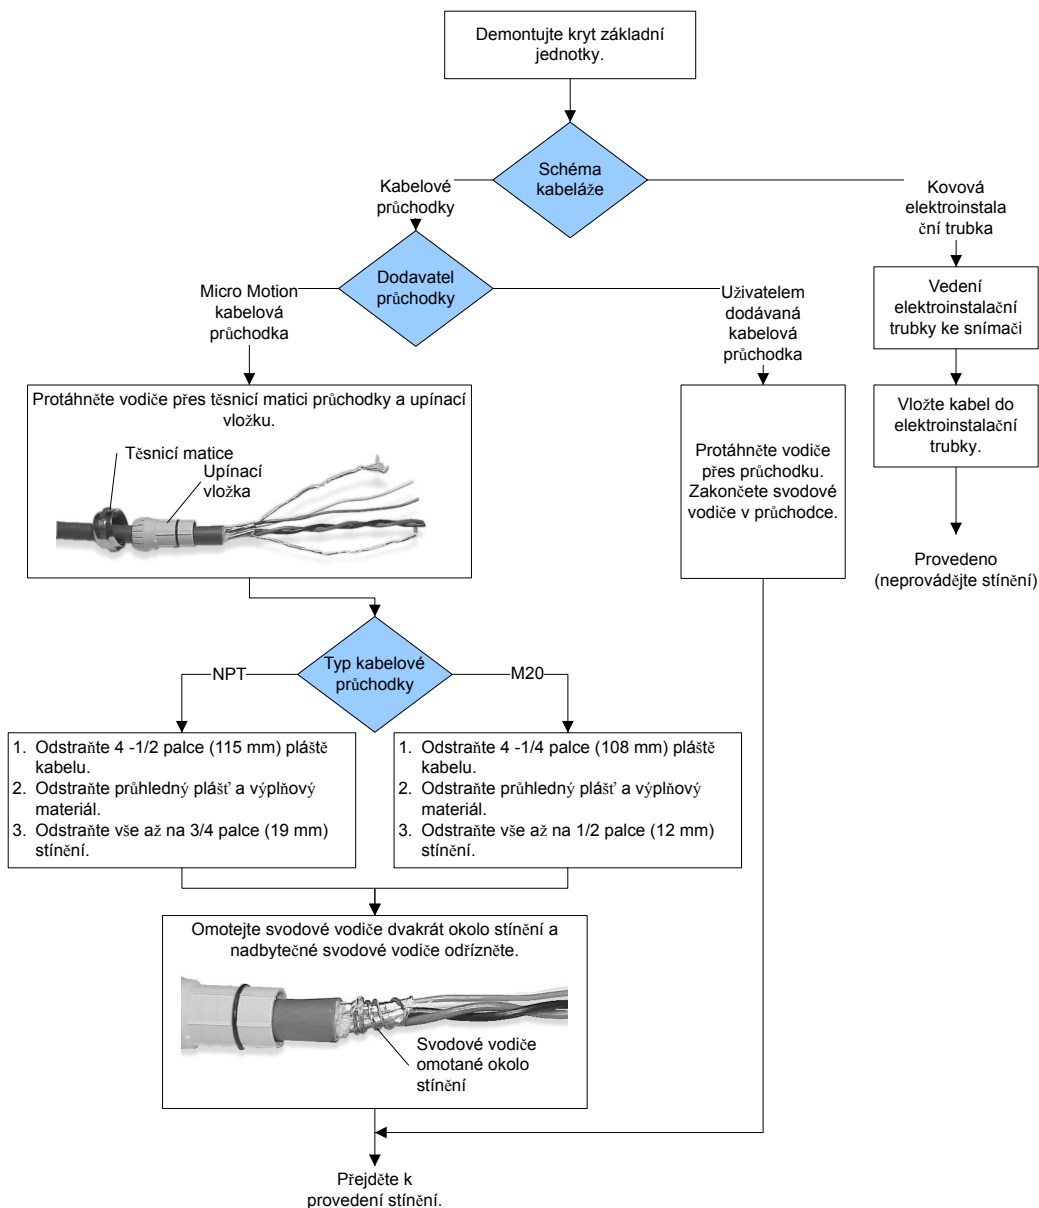 Demontujte kryt základní
jednotky.
Schéma
kabeláže
Kabelové
průchodky
Kovová
elektroinstala
ční trubka
Dodavatel
průchodky
Micro Motion
kabelová
průchodka
Uživatelem
dodávaná
kabelová
průchodka
Vedení
elektroinstalační
trubky ke snímači
Protáhněte vodiče přes těsnicí matici průchodky a upínací
vložku.
Těsnicí matice
Upínací
vložka
Protáhněte vodiče
přes průchodku.
Zakončete svodové
vodiče v průchodce.
Vložte kabel do
elektroinstalační
trubky.
Provedeno
(neprovádějte stínění)
Typ kabelové
průchodky
NPT
M20
1. Odstraňte 4 -1/2 palce (115 mm) pláště
kabelu.
2. Odstraňte průhledný plášť a výplňový
materiál.
3. Odstraňte vše až na 3/4 palce (19 mm)
stínění.
1. Odstraňte 4 -1/4 palce (108 mm) pláště
kabelu.
2. Odstraňte průhledný plášť a výplňový
materiál.
3. Odstraňte vše až na 1/2 palce (12 mm)
stínění.
Omotejte svodové vodiče dvakrát okolo stínění a
nadbytečné svodové vodiče odřízněte.
Svodové vodiče
omotané okolo
stínění
Přejděte k
provedení stínění.